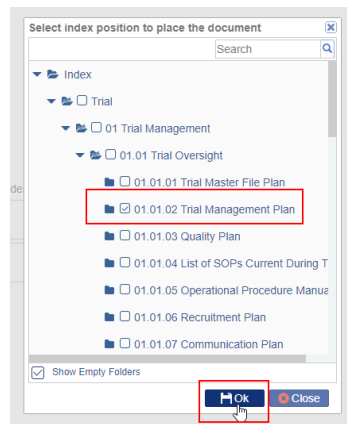 Select index position to place the document
Search
Index
Trial
01 Trial Management
01.01 Trial Oversight
01.01.01 Trial Master File Plan
de
01.01.02 Trial Management Plan
01.01.03 Quality Plan
01.01.04 List of SOPs Current During T
01.01.05 Operational Procedure Manua
01.01.06 Recruitment Plan
01.01.07 Communication Plan
Show Empty Folders
Ok Close